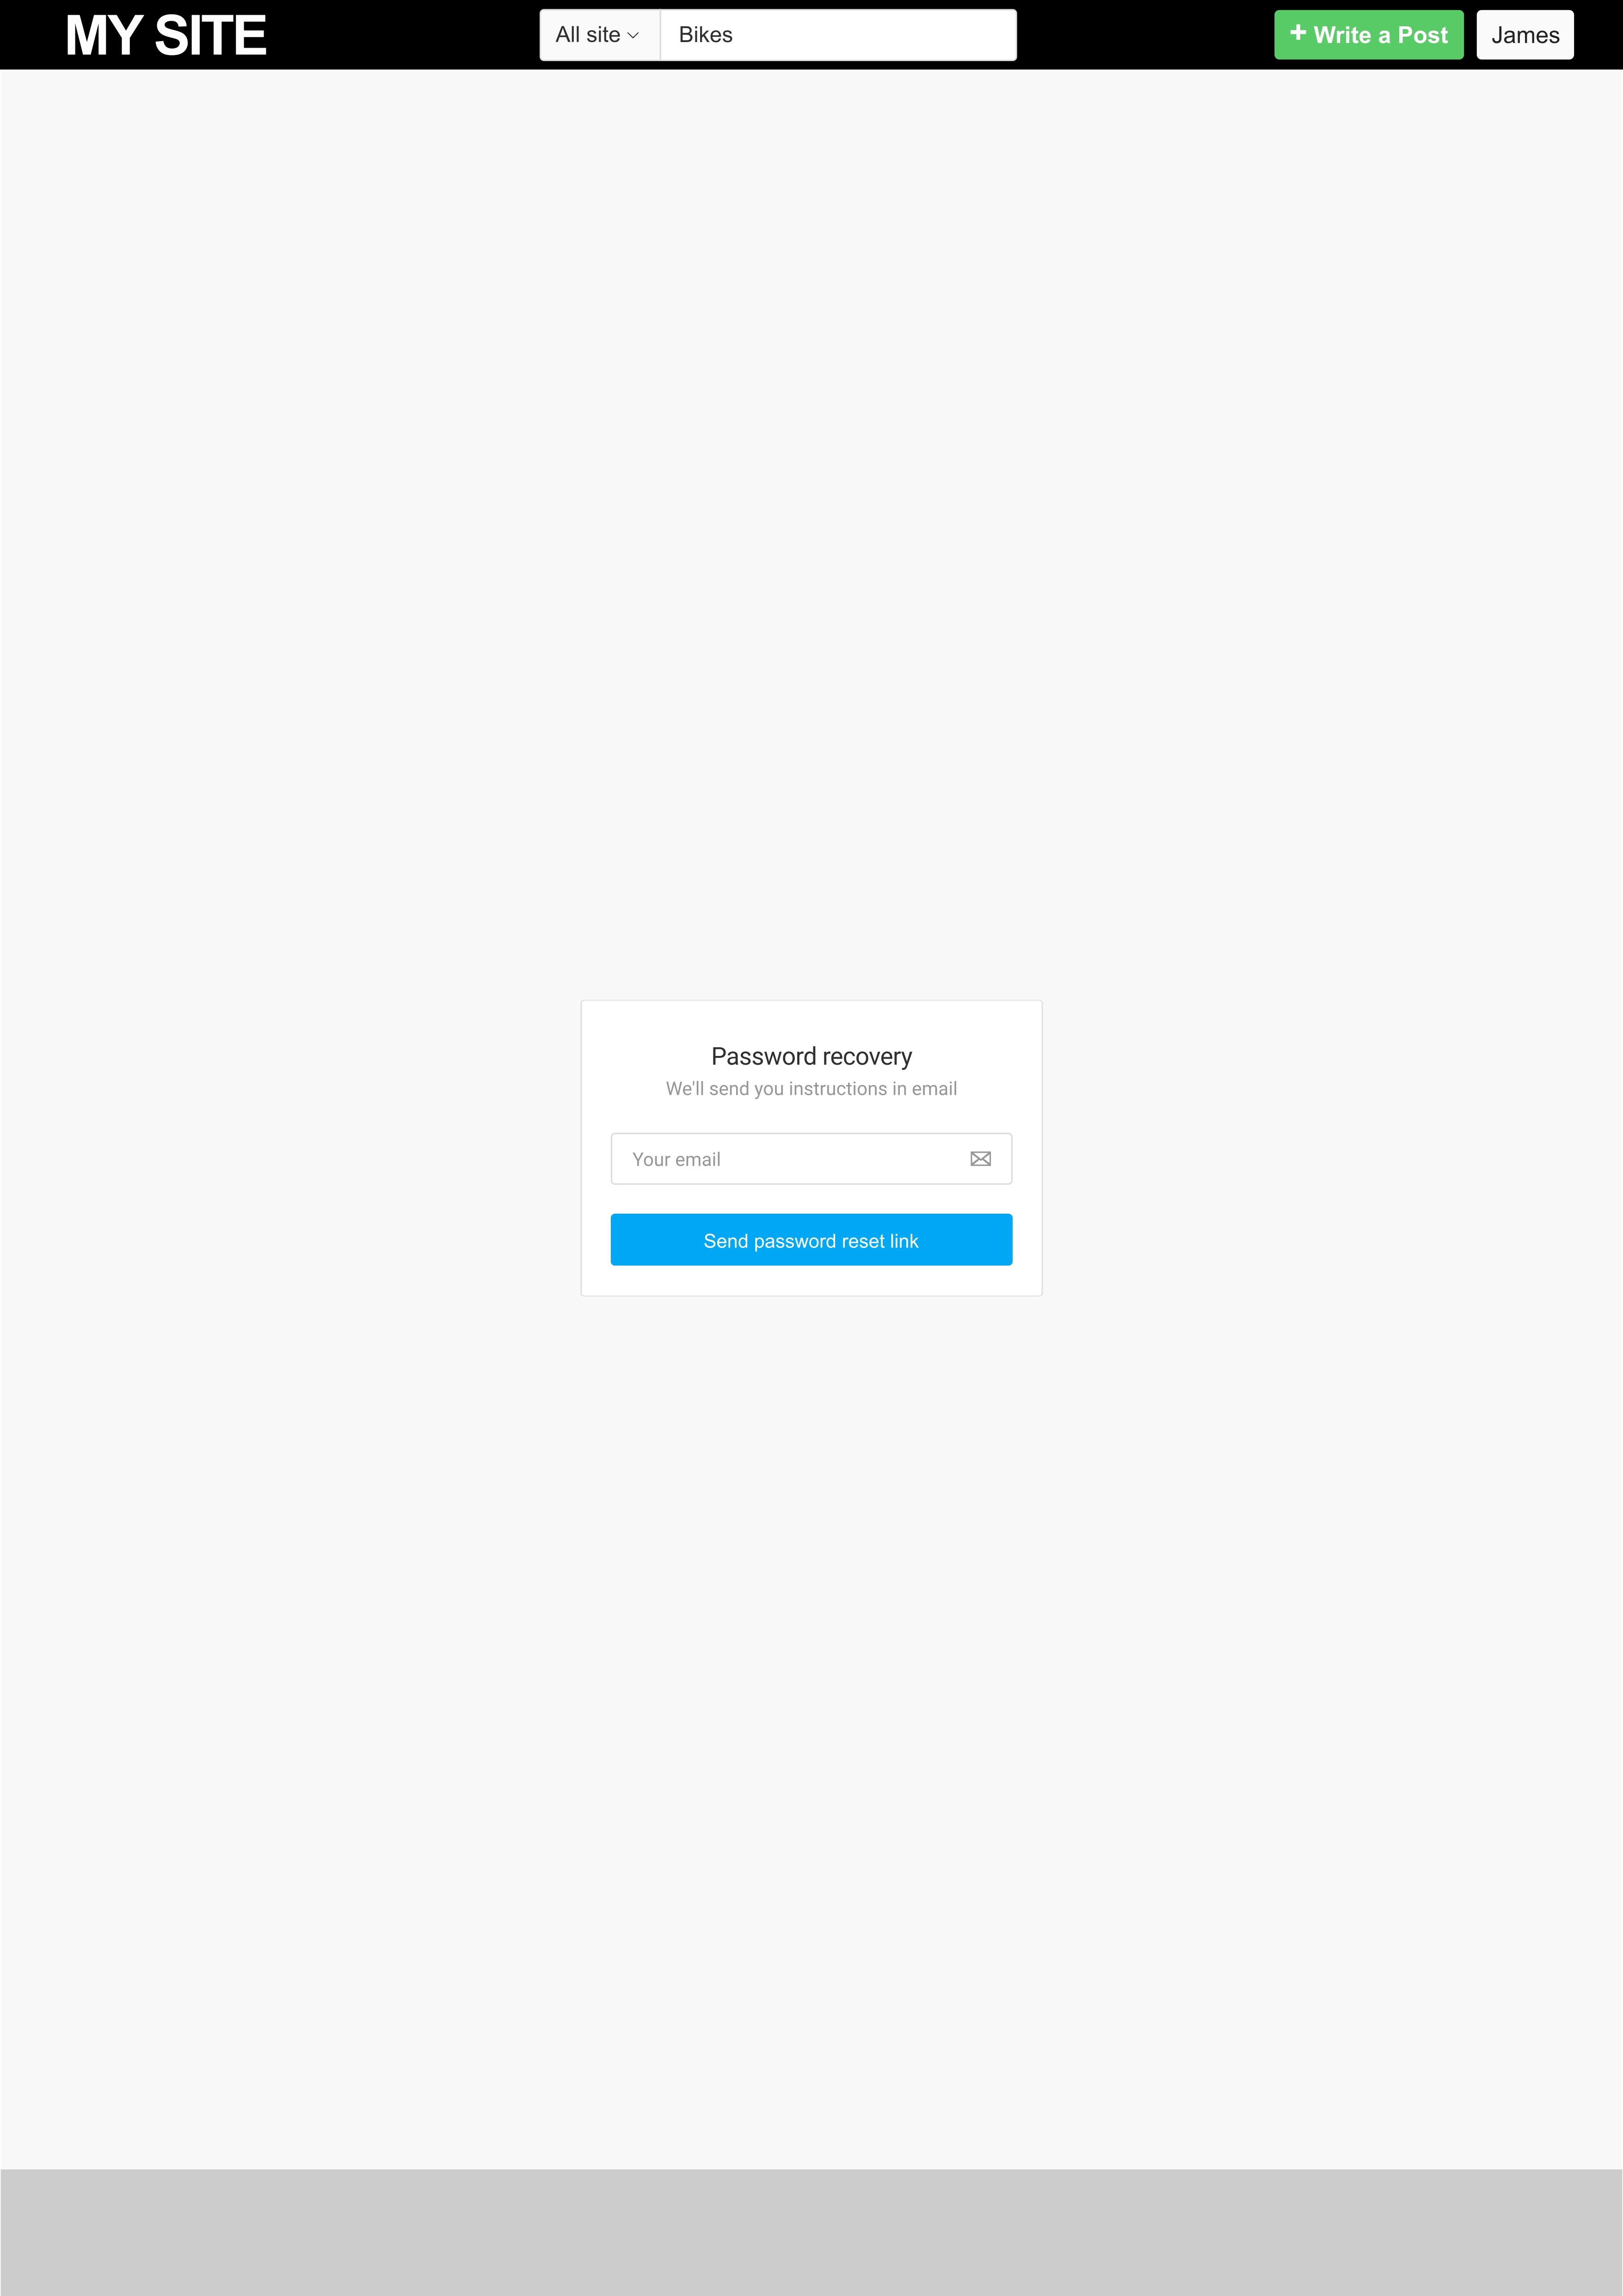 MY SITE
All site
Bikes
+ Write a Post
James
Password recovery
We'll send you instructions in email
Your email
Send password reset link